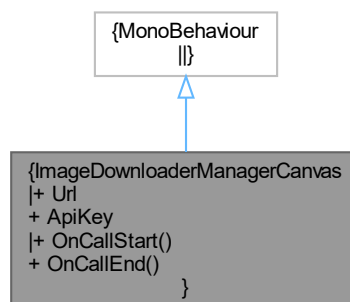 {MonoBehaviour
||}
{ImageDownloaderManagerCanvas
|+ Url
+ ApiKey
|+ OnCallStart()
+ OnCallEnd()
}